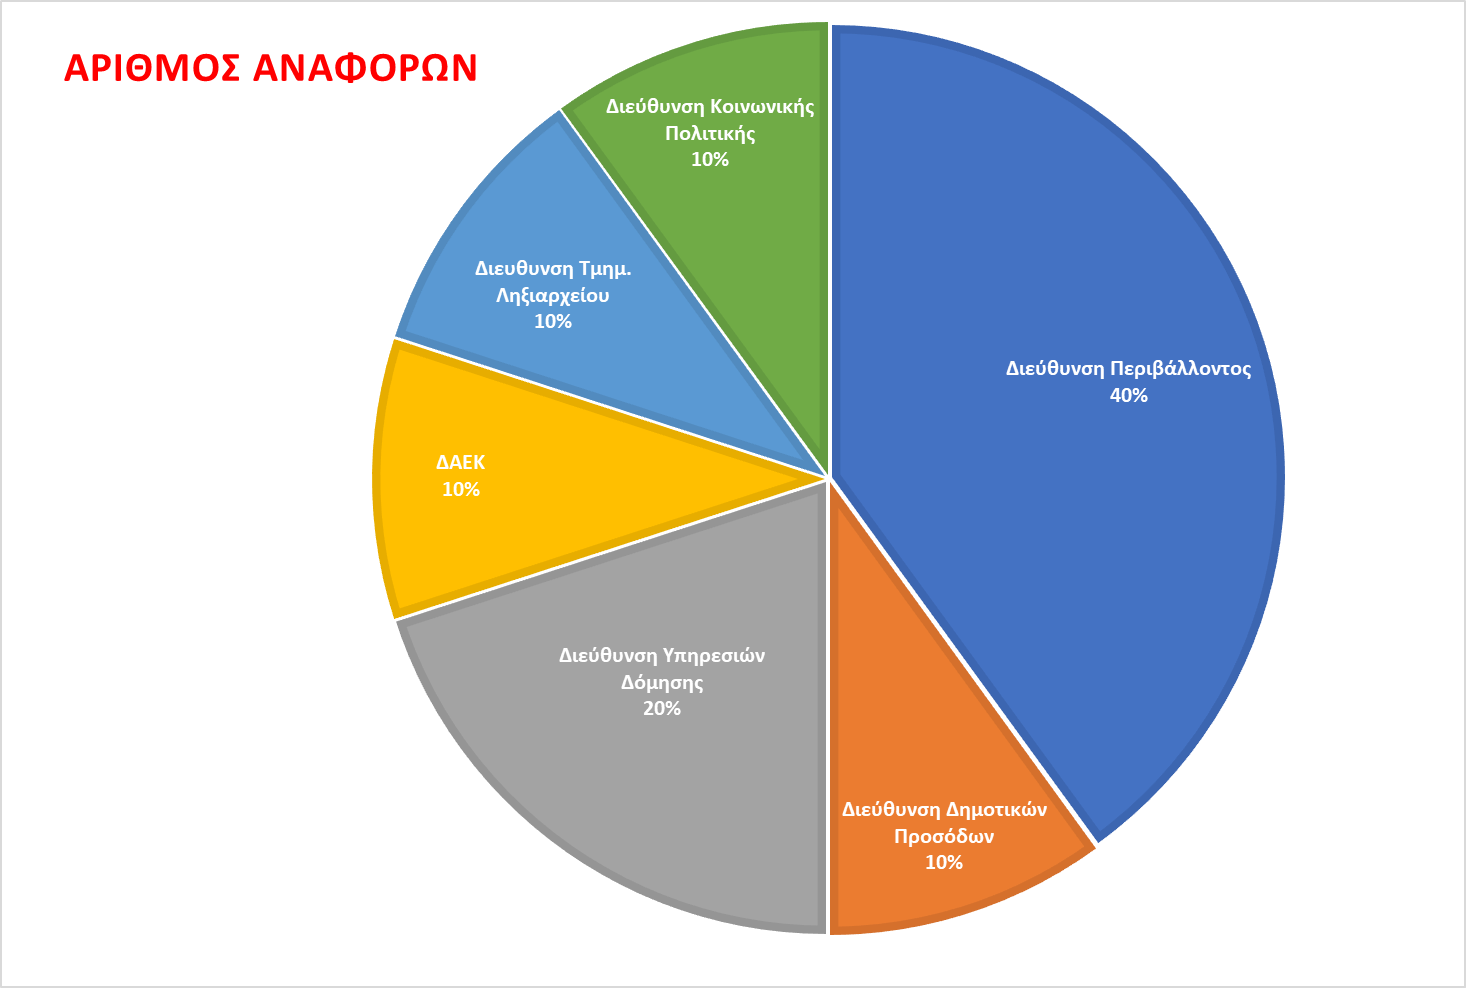 ΑΡΙΘΜΟΣ ΑΝΑΦΟΡΩΝ
Διεύθυνση Κοινωνικής
Πολιτικής
10%
Διευθυνση Τμημ.
Ληξιαρχείου
10%
Διεύθυνση Περιβάλλοντος
40%
ΔΑΕΚ
10%
Διεύθυνση Υπηρεσιών
Δόμησης
20%
Διεύθυνση Δημοτικών
Προσόδων
10%